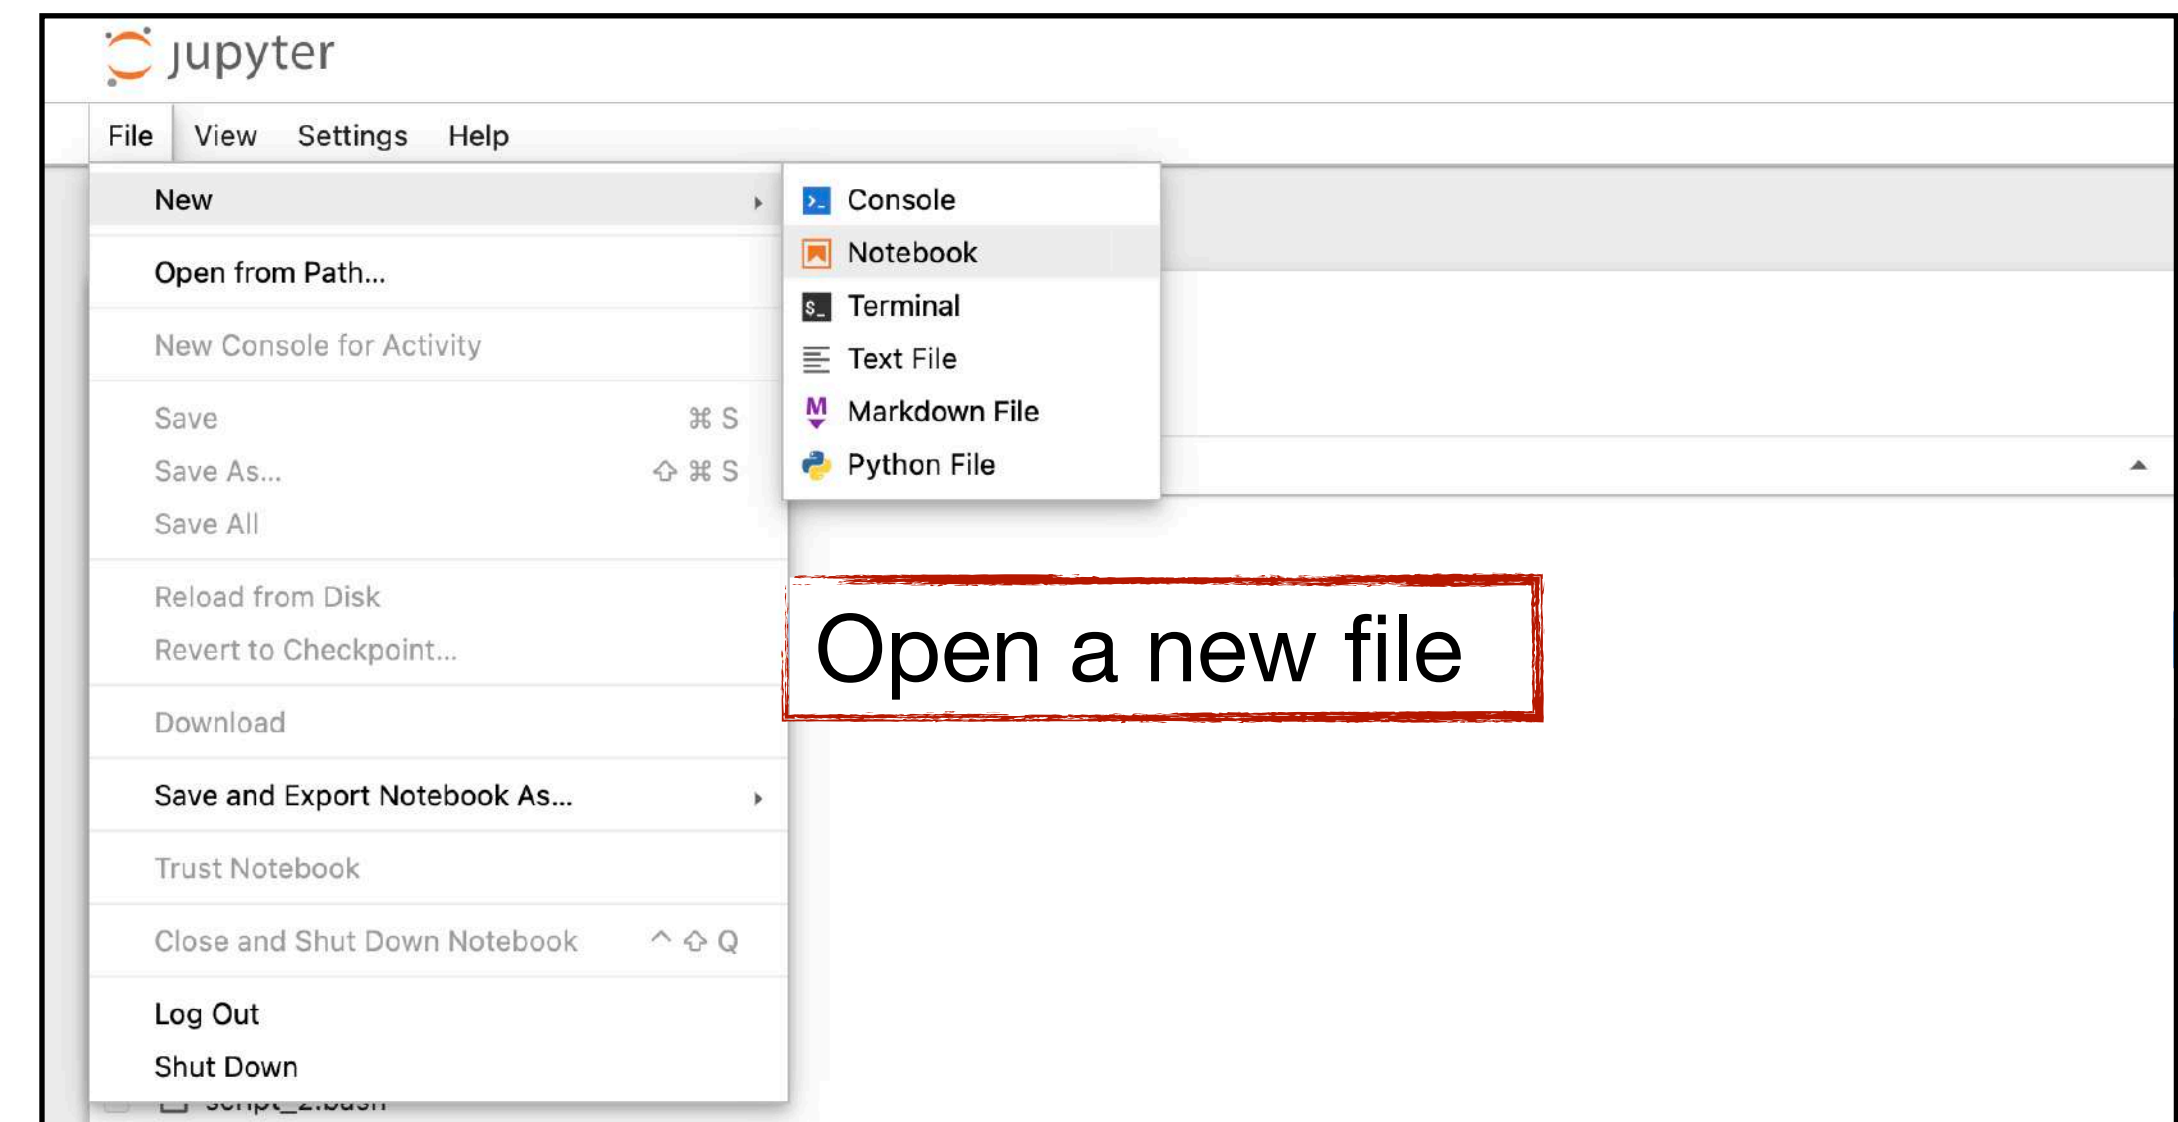 jupyter
File View Settings Help
New
Open from Path...
New Console for Activity
Save ⌘ S
Save As... ⇧ ⌘ S
Save All
Reload from Disk
Revert to Checkpoint...
Download
Save and Export Notebook As...
Trust Notebook
Close and Shut Down Notebook ^ ⇧ Q
Log Out
Shut Down
script_2.bash
Console
Notebook
Terminal
Text File
Markdown File
Python File
Open a new file